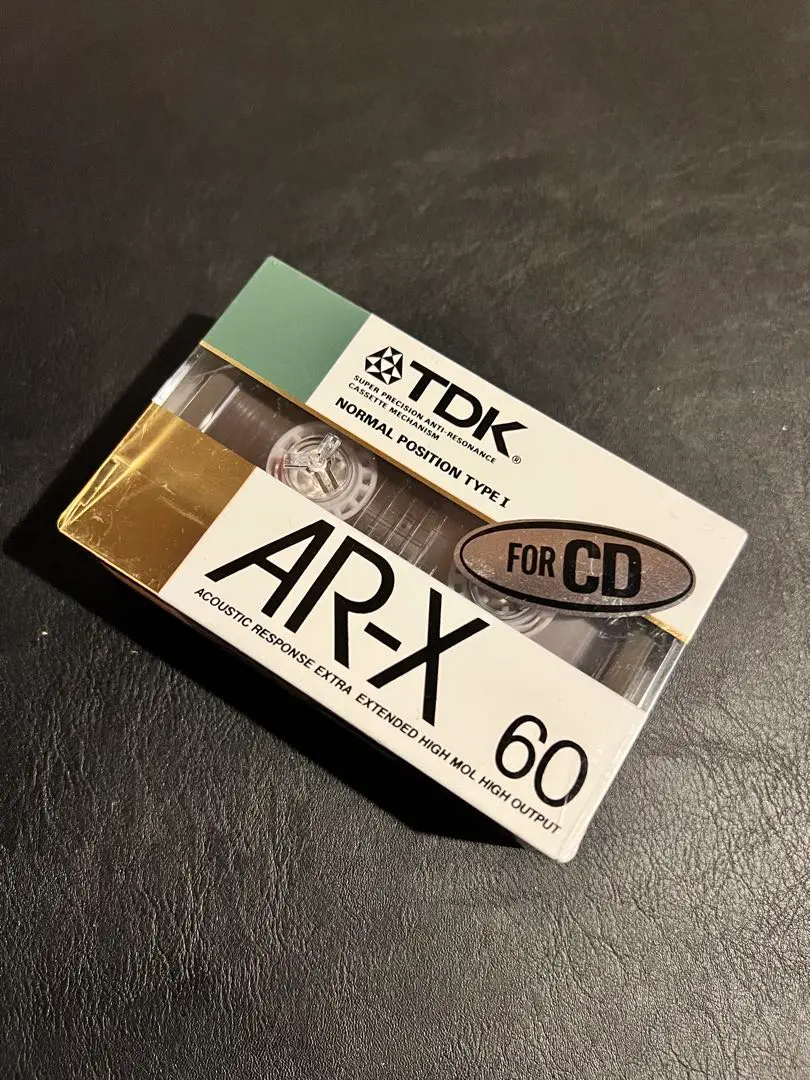 TDK®
SUPER PRECISION ANTI-RESONANCE
CASSETTE MECHANISM
NORMAL POSITION TYPE I
FOR CD
AR-X
ACOUSTIC RESPONSE EXTRA EXTENDED HIGH MOL HIGH OUTPUT
60